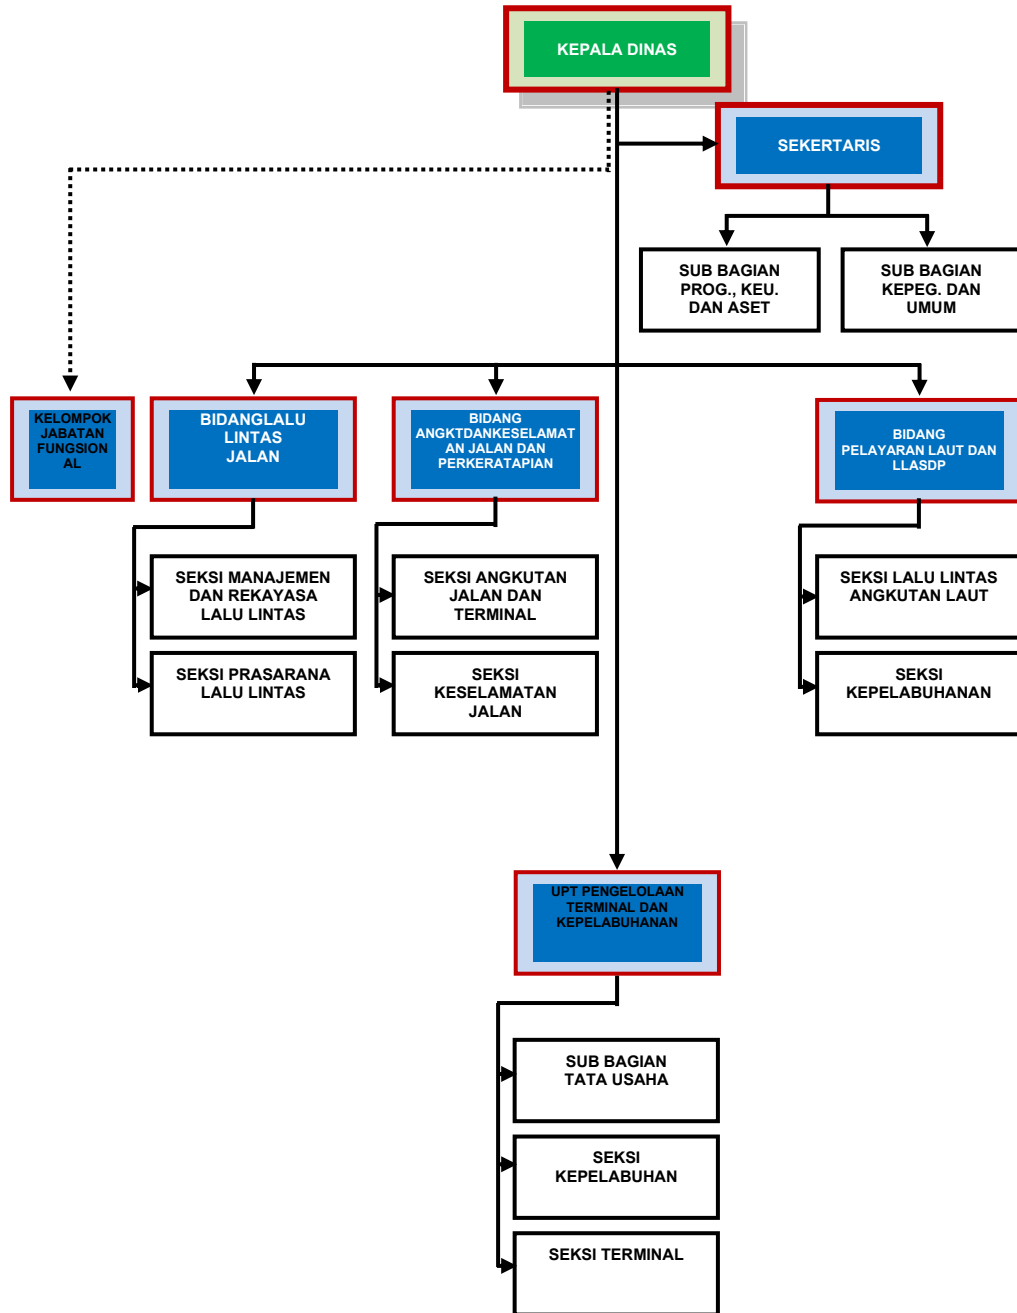 KEPALA DINAS
SEKERTARIS
SUB BAGIAN
PROG., KEU.
DAN ASET
SUB BAGIAN
KEPEG. DAN
UMUM
KELOMPOK
JABATAN
FUNGSION
AL
BIDANGLALU
LINTAS
JALAN
BIDANG
ANGKTDANKESELAMAT
AN JALAN DAN
PERKERATAPIAN
BIDANG
PELAYARAN LAUT DAN
LLASDP
SEKSI MANAJEMEN
DAN REKAYASA
LALU LINTAS
SEKSI ANGKUTAN
JALAN DAN
TERMINAL
SEKSI LALU LINTAS
ANGKUTAN LAUT
SEKSI PRASARANA
LALU LINTAS
SEKSI
KESELAMATAN
JALAN
SEKSI
KEPELABUHANAN
UPT PENGELOLAAN
TERMINAL DAN
KEPELABUHANAN
SUB BAGIAN
TATA USAHA
SEKSI
KEPELABUHAN
SEKSI TERMINAL